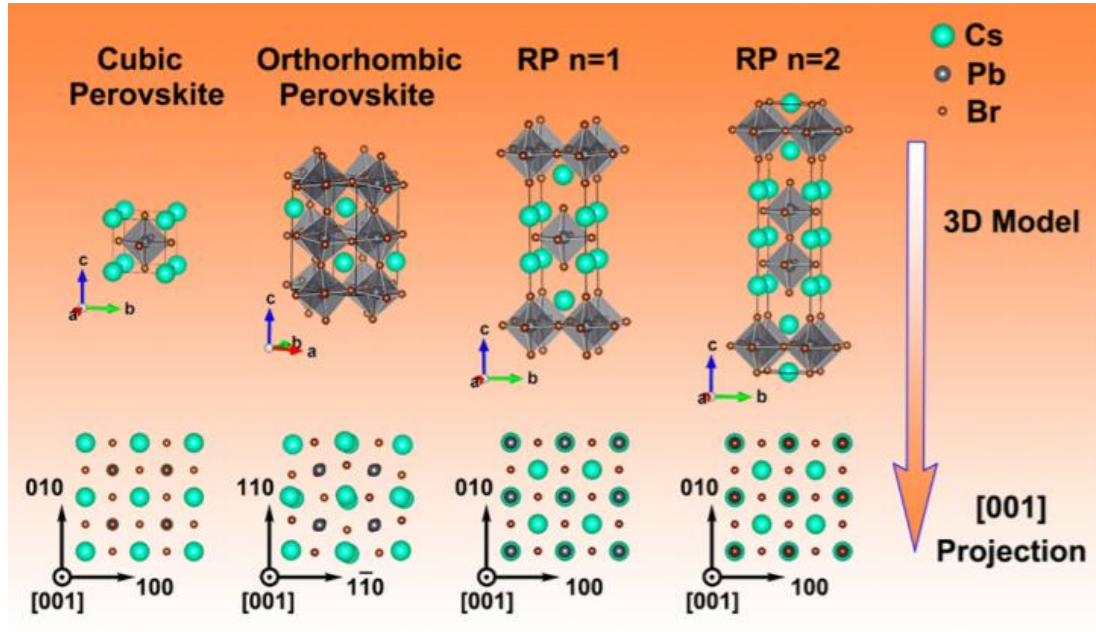 Cubic
Perovskite
Orthorhombic
Perovskite
RP n=1
RP n=2
Cs
Pb
Br
3D Model
c
a
b
c
b
a
c
a
b
c
a
b
010
100
[001]
110
11̅0
[001]
010
100
[001]
010
100
[001]
[001]
Projection